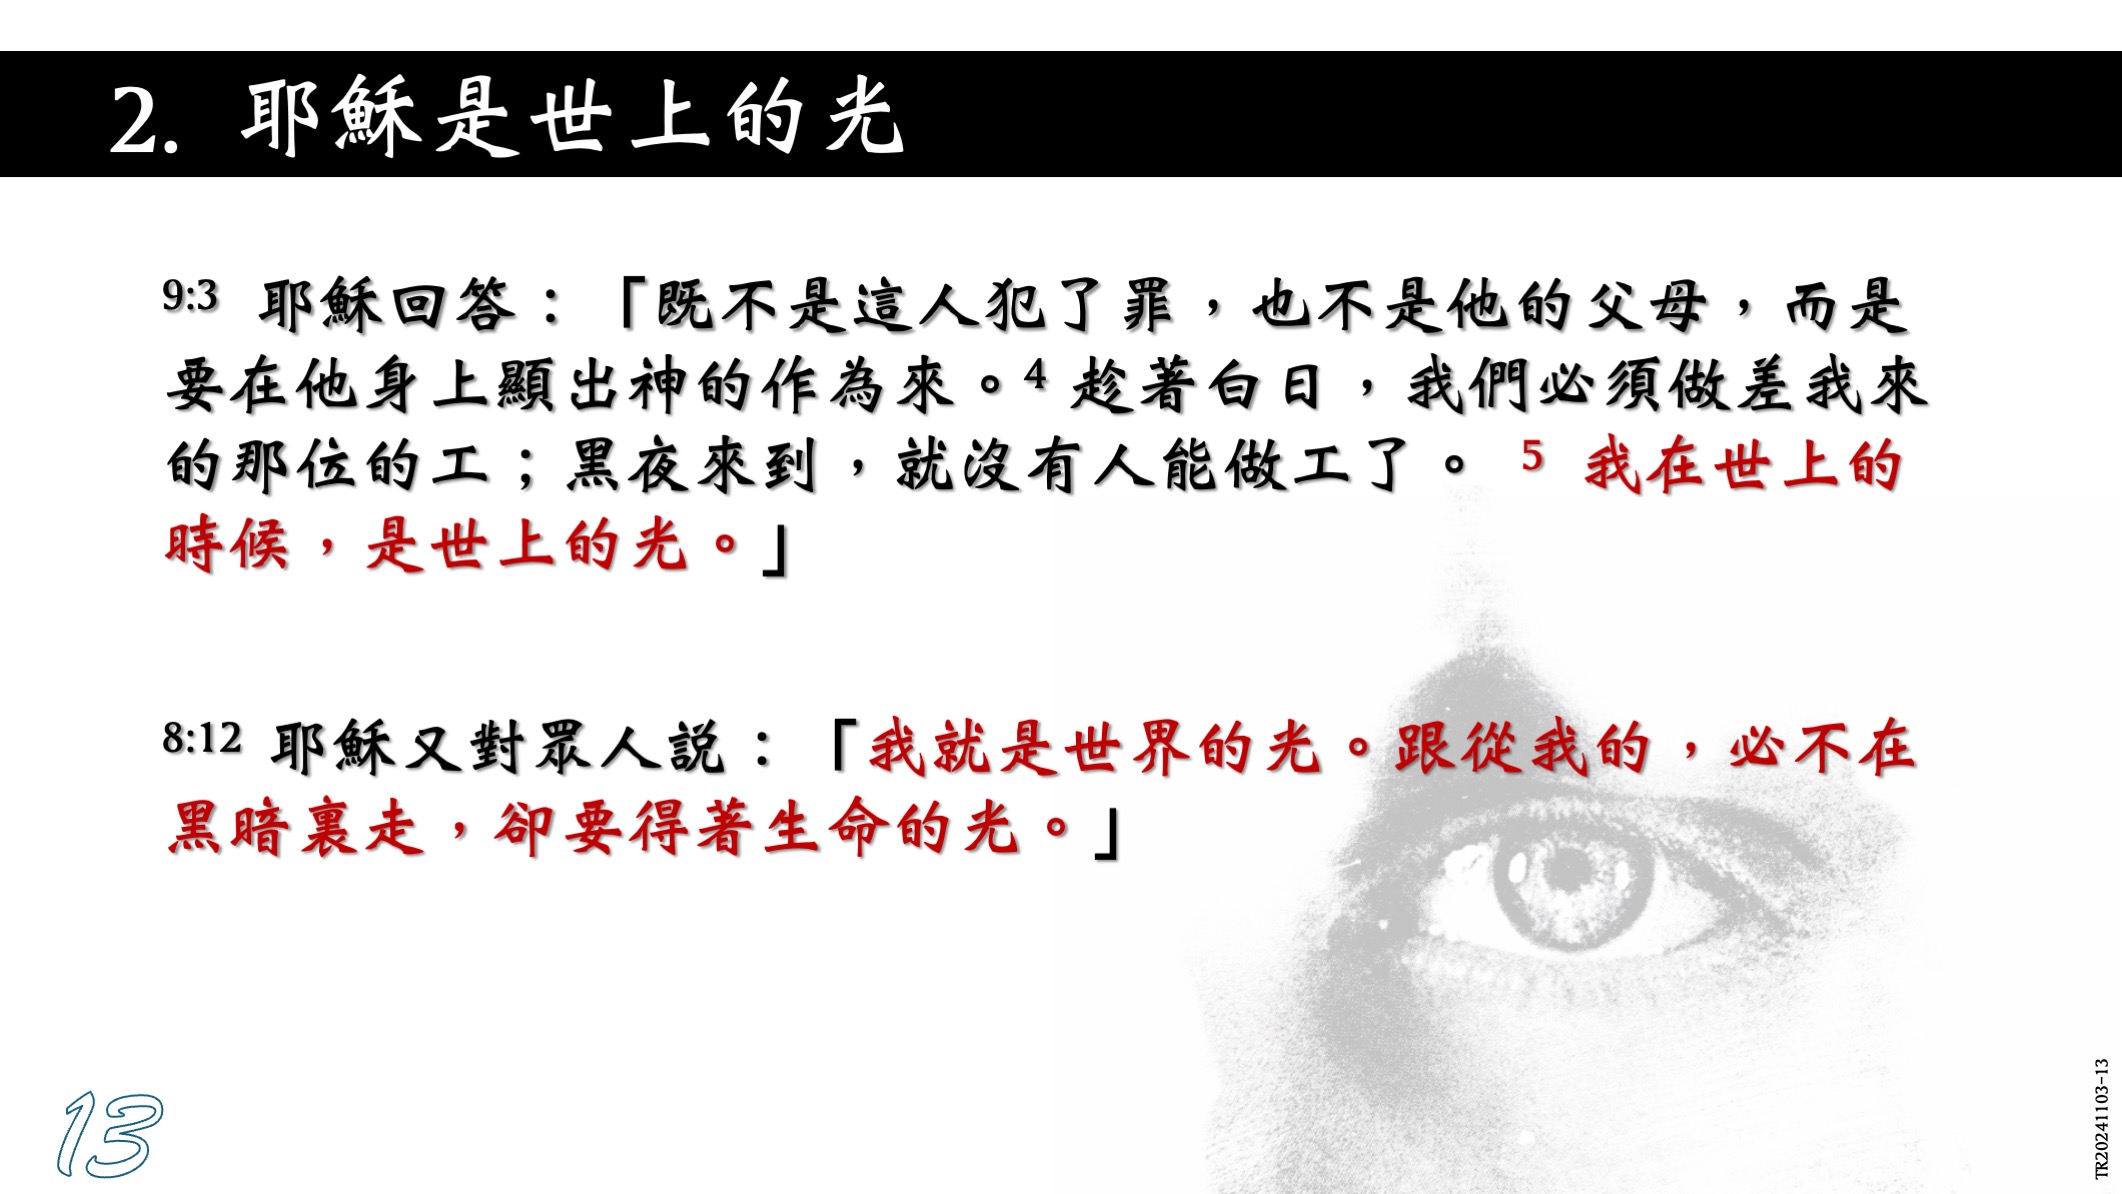 2. 耶穌是世上的光
9:3 耶穌回答：「既不是這人犯了罪，也不是他的父母，而是
要在他身上顯出神的作為來。4 趁著白日，我們必須做差我來
的那位的工；黑夜來到，就沒有人能做工了。 5 我在世上的
時候，是世上的光。」
8:12 耶穌又對眾人說：「我就是世界的光。跟從我的，必不在
黑暗裏走，卻要得著生命的光。」
13
TR20241103-13